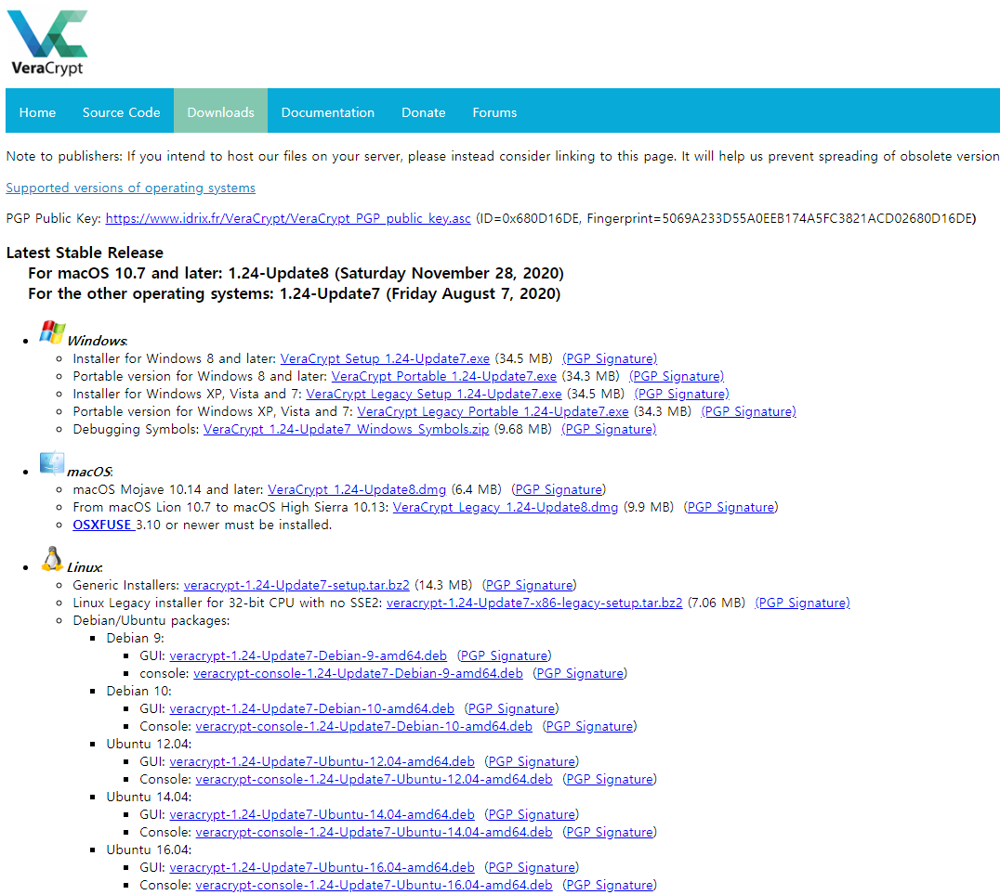 VeraCrypt
Home Source Code Downloads Documentation Donate Forums
Note to publishers: If you intend to host our files on your server, please instead consider linking to this page. It will help us prevent spreading of obsolete version
Supported versions of operating systems
PGP Public Key: https://www.idrix.fr/VeraCrypt/VeraCrypt_PGP_public_key.asc (ID=0x680D16DE, Fingerprint=5069A233D55A0EEB174A5FC3821ACD02680D16DE)
Latest Stable Release
For macOS 10.7 and later: 1.24-Update8 (Saturday November 28, 2020)
For the other operating systems: 1.24-Update7 (Friday August 7, 2020)
Windows:
Installer for Windows 8 and later: VeraCrypt Setup 1.24-Update7.exe (34.5 MB) (PGP Signature)
Portable version for Windows 8 and later: VeraCrypt Portable 1.24-Update7.exe (34.3 MB) (PGP Signature)
Installer for Windows XP, Vista and 7: VeraCrypt Legacy Setup 1.24-Update7.exe (34.5 MB) (PGP Signature)
Portable version for Windows XP, Vista and 7: VeraCrypt Legacy Portable 1.24-Update7.exe (34.3 MB) (PGP Signature)
Debugging Symbols: VeraCrypt_1.24-Update7_Windows_Symbols.zip (9.68 MB) (PGP Signature)
macOS:
macOS Mojave 10.14 and later: VeraCrypt_1.24-Update8.dmg (6.4 MB) (PGP Signature)
From macOS Lion 10.7 to macOS High Sierra 10.13: VeraCrypt_Legacy_1.24-Update8.dmg (9.9 MB) (PGP Signature)
OSXFUSE 3.10 or newer must be installed.
Linux:
Generic Installers: veracrypt-1.24-Update7-setup.tar.bz2 (14.3 MB) (PGP Signature)
Linux Legacy installer for 32-bit CPU with no SSE2: veracrypt-1.24-Update7-x86-legacy-setup.tar.bz2 (7.06 MB) (PGP Signature)
Debian/Ubuntu packages:
Debian 9:
GUI: veracrypt-1.24-Update7-Debian-9-amd64.deb (PGP Signature)
console: veracrypt-console-1.24-Update7-Debian-9-amd64.deb (PGP Signature)
Debian 10:
GUI: veracrypt-1.24-Update7-Debian-10-amd64.deb (PGP Signature)
Console: veracrypt-console-1.24-Update7-Debian-10-amd64.deb (PGP Signature)
Ubuntu 12.04:
GUI: veracrypt-1.24-Update7-Ubuntu-12.04-amd64.deb (PGP Signature)
Console: veracrypt-console-1.24-Update7-Ubuntu-12.04-amd64.deb (PGP Signature)
Ubuntu 14.04:
GUI: veracrypt-1.24-Update7-Ubuntu-14.04-amd64.deb (PGP Signature)
Console: veracrypt-console-1.24-Update7-Ubuntu-14.04-amd64.deb (PGP Signature)
Ubuntu 16.04:
GUI: veracrypt-1.24-Update7-Ubuntu-16.04-amd64.deb (PGP Signature)
Console: veracrypt-console-1.24-Update7-Ubuntu-16.04-amd64.deb (PGP Signature)